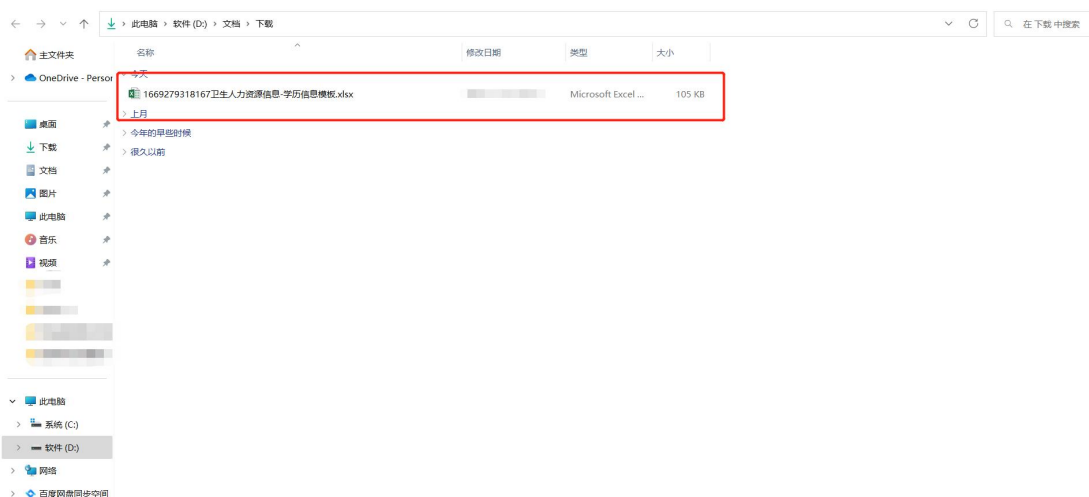 此电脑 › 软件 (D:) › 文档 › 下载
在 下载 中搜索
名称 修改日期 类型 大小
主文件夹
OneDrive - Person
今天
1669279318167卫生人力资源信息-学历信息模板.xlsx Microsoft Excel ... 105 KB
上月
今年的早些时候
很久以前
桌面
下载
文档
图片
此电脑
音乐
视频
此电脑
系统 (C:)
软件 (D:)
网络
百度网盘同步空间